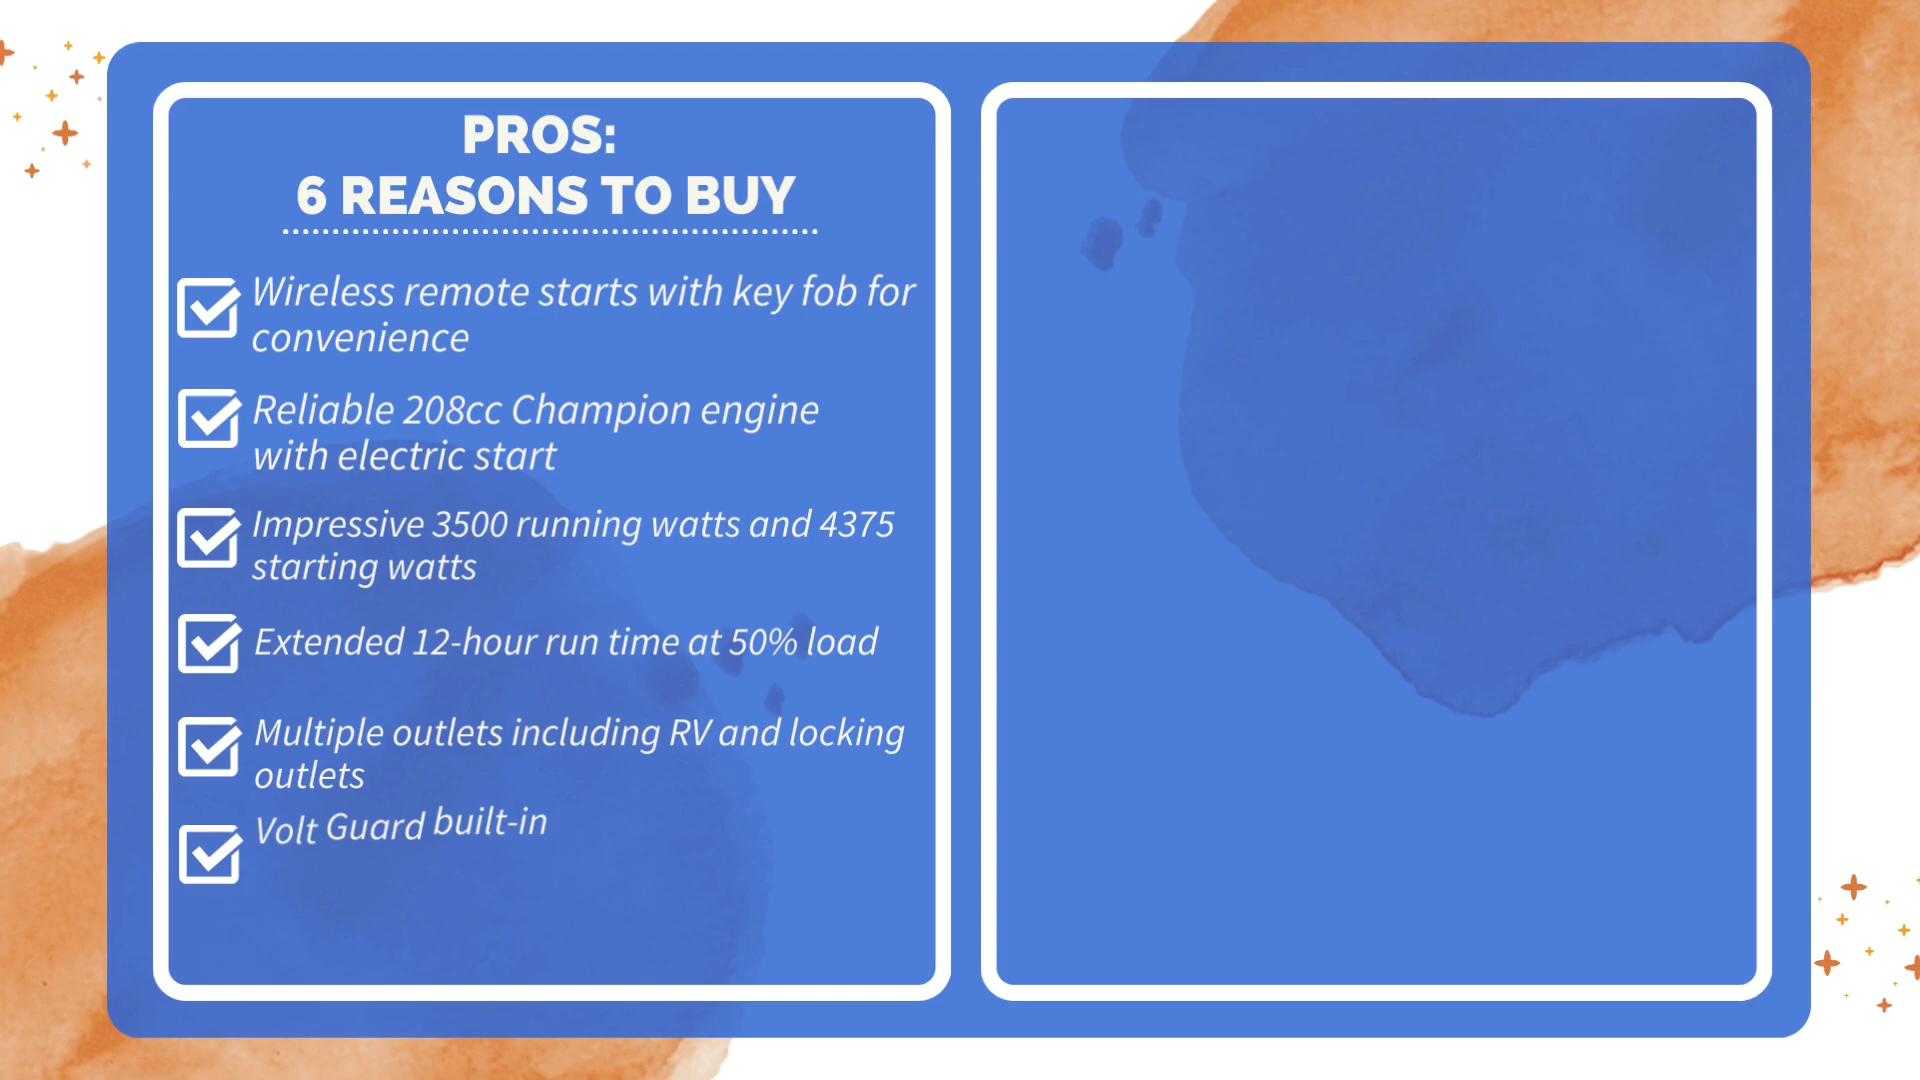 PROS:
6 REASONS TO BUY
Wireless remote starts with key fob for
convenience
Reliable 208cc Champion engine
with electric start
Impressive 3500 running watts and 4375
starting watts
Extended 12-hour run time at 50% load
Multiple outlets including RV and locking
outlets
Volt Guard built-in